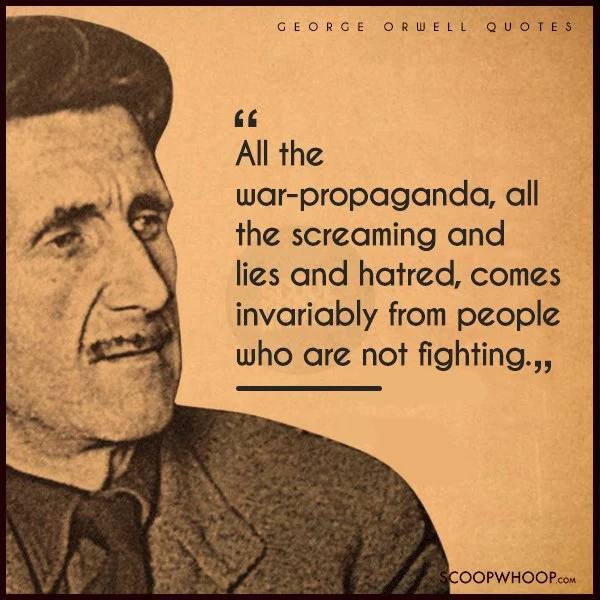 GEORGE ORWELL QUOTES
“
All the
war-propaganda, all
the screaming and
lies and hatred, comes
invariably from people
who are not fighting.„
SCOOPWHOOP.COM